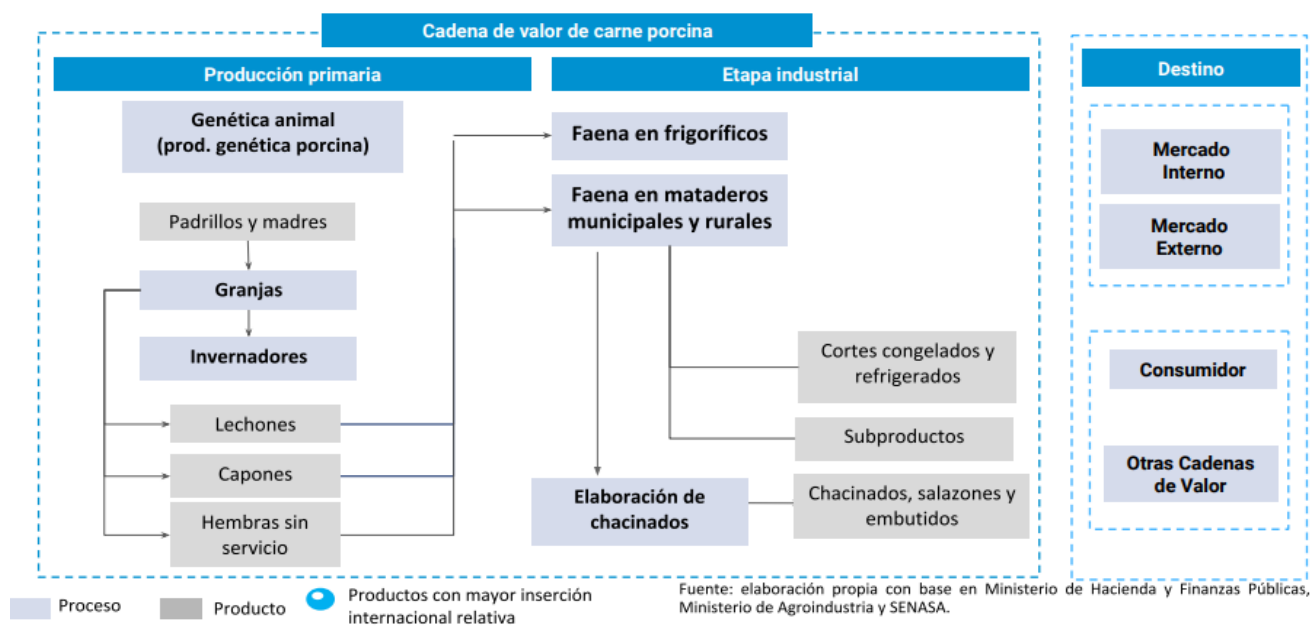 Cadena de valor de carne porcina
Producción primaria
Etapa industrial
Destino
Genética animal
(prod. genética porcina)
Padrillos y madres
Granjas
Invernadores
Lechones
Capones
Hembras sin
servicio
Faena en frigoríficos
Faena en mataderos
municipales y rurales
Cortes congelados y
refrigerados
Subproductos
Elaboración de
chacinados
Chacinados, salazones y
embutidos
Mercado
Interno
Mercado
Externo
Consumidor
Otras Cadenas
de Valor
Proceso
Producto
Productos con mayor inserción
internacional relativa
Fuente: elaboración propia con base en Ministerio de Hacienda y Finanzas Públicas,
Ministerio de Agroindustria y SENASA.